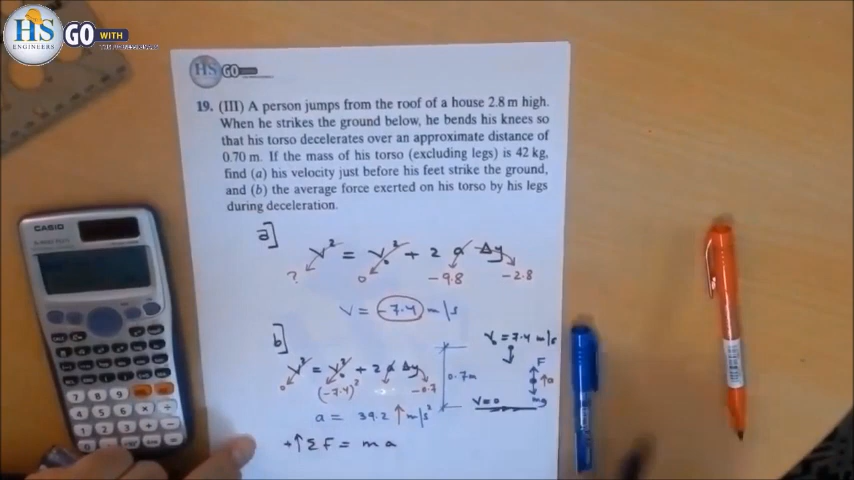 HS
ENGINEERS
GO WITH
HS GO
19. (III) A person jumps from the roof of a house 2.8 m high.
When he strikes the ground below, he bends his knees so
that his torso decelerates over an approximate distance of
0.70 m. If the mass of his torso (excluding legs) is 42 kg,
find (a) his velocity just before his feet strike the ground,
and (b) the average force exerted on his torso by his legs
during deceleration.
a]
V² = V₀² + 2 a Δy
? 0 -9.8 -2.8
V = -7.4 m/s
b]
V₀ = 7.4 m/s
V² = V₀² + 2 a Δy
0 (-7.4)² -0.7
0.7m
F
a
mg
V=0
a = 39.2 ↑ m/s²
+↑ Σ F = m a
CASIO